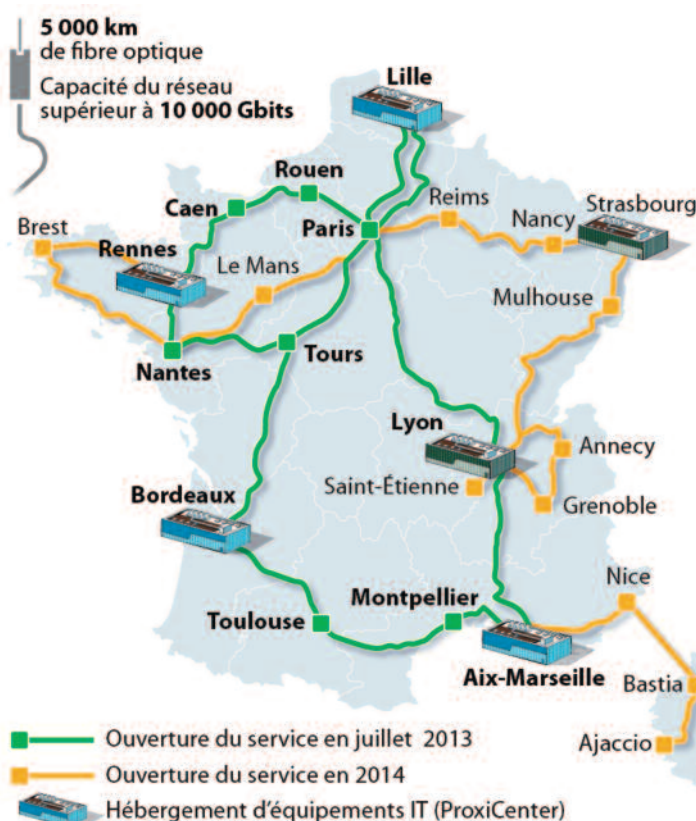 5 000 km
de fibre optique
Capacité du réseau
supérieur à 10 000 Gbits
Lille
Rouen
Caen
Paris
Reims
Nancy
Strasbourg
Brest
Rennes
Le Mans
Mulhouse
Nantes
Tours
Lyon
Annecy
Saint-Étienne
Grenoble
Bordeaux
Nice
Montpellier
Toulouse
Aix-Marseille
Bastia
Ajaccio
Ouverture du service en juillet 2013
Ouverture du service en 2014
Hébergement d'équipements IT (ProxiCenter)